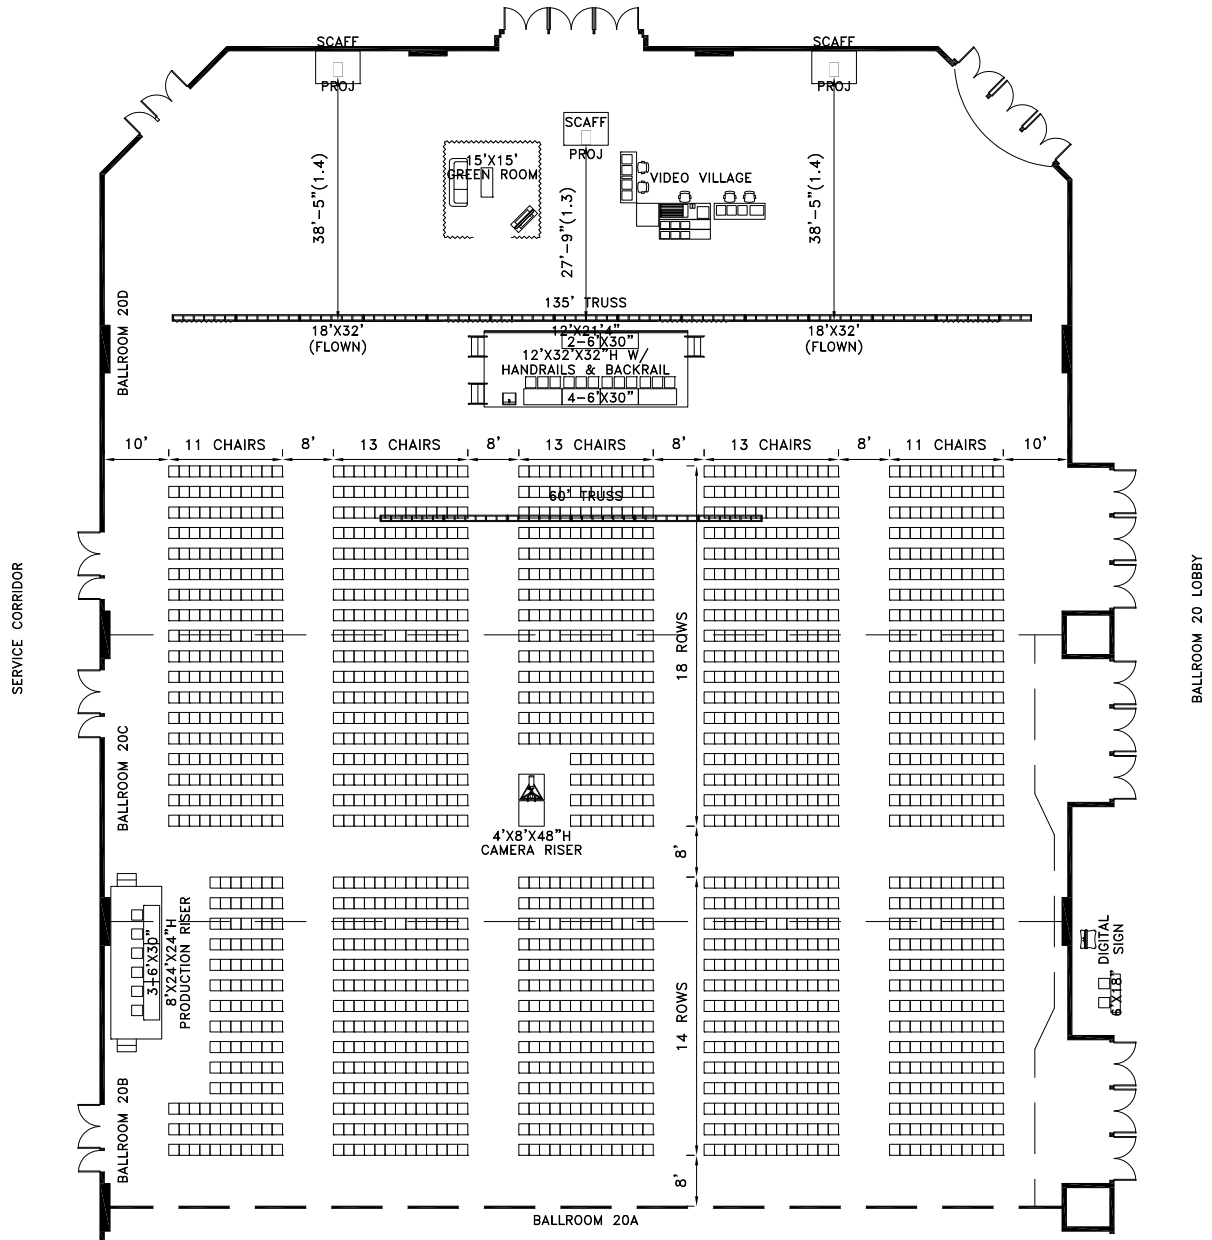 SCAFF
PROJ
SCAFF
PROJ
SCAFF
PROJ
15'X15'
GREEN ROOM
VIDEO VILLAGE
38'-5"(1.4)
27'-9"(1.3)
38'-5"(1.4)
135' TRUSS
18'X32'
(FLOWN)
12'X21'4"
18'X32'
(FLOWN)
2-6'X30"
12'X32'X32"H W/
HANDRAILS & BACKRAIL
4-6'X30"
BALLROOM 20D
10'
11 CHAIRS
8'
13 CHAIRS
8'
13 CHAIRS
8'
13 CHAIRS
8'
11 CHAIRS
10'
60' TRUSS
SERVICE CORRIDOR
18 ROWS
BALLROOM 20 LOBBY
BALLROOM 20C
4'X8'X48"H
CAMERA RISER
8'
3-6'X30"
8'X24'X24"H
PRODUCTION RISER
DIGITAL
SIGN
6'X18"
14 ROWS
BALLROOM 20B
8'
BALLROOM 20A